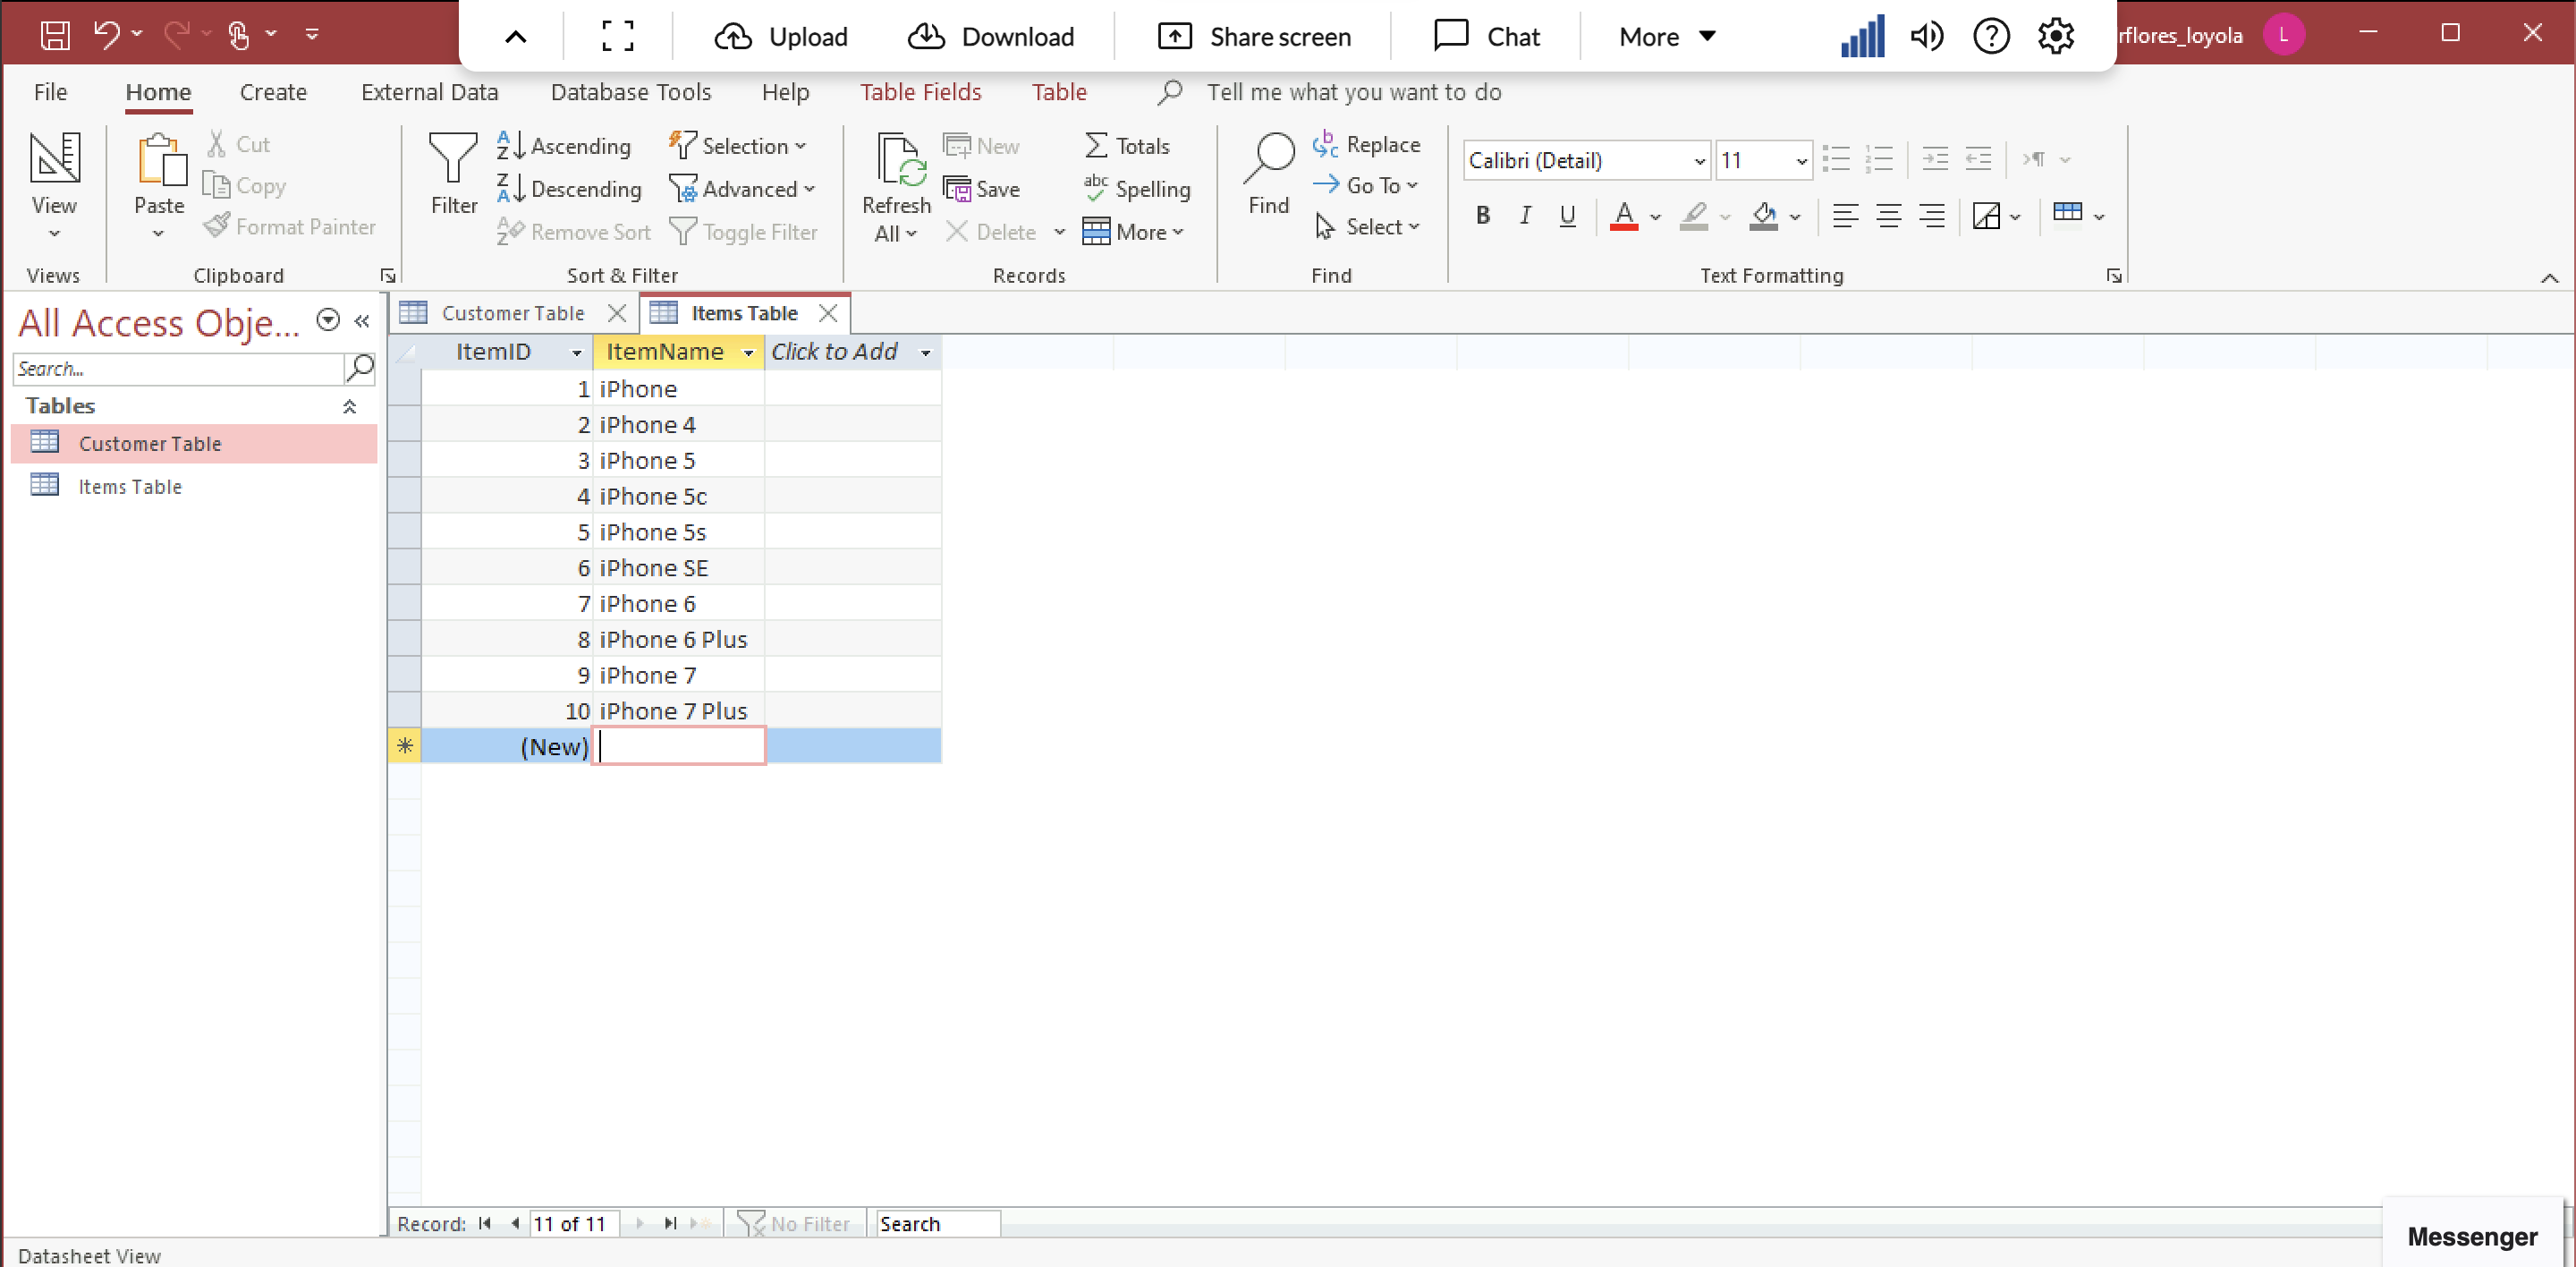 Upload
Download
Share screen
Chat
More
rflores_loyola
L
File
Home
Create
External Data
Database Tools
Help
Table Fields
Table
Tell me what you want to do
View
Views
Paste
Cut
Copy
Format Painter
Clipboard
Filter
Ascending
Descending
Remove Sort
Selection
Advanced
Toggle Filter
Sort & Filter
Refresh
All
New
Save
Delete
Totals
Spelling
More
Records
Find
Replace
Go To
Select
Find
Calibri (Detail)
11
B I U A
Text Formatting
All Access Obje...
Search...
Tables
Customer Table
Items Table
Customer Table
Items Table
ItemID ItemName Click to Add
1 iPhone
2 iPhone 4
3 iPhone 5
4 iPhone 5c
5 iPhone 5s
6 iPhone SE
7 iPhone 6
8 iPhone 6 Plus
9 iPhone 7
10 iPhone 7 Plus
(New)
Record: 11 of 11 No Filter Search
Messenger
Datasheet View